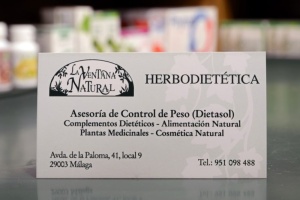 LA VENTANA
NATURAL
HERBODIETÉTICA
Asesoría de Control de Peso (Dietasol)
Complementos Dietéticos - Alimentación Natural
Plantas Medicinales - Cosmética Natural
Avda. de la Paloma, 41, local 9
29003 Málaga
Tel.: 951 098 488